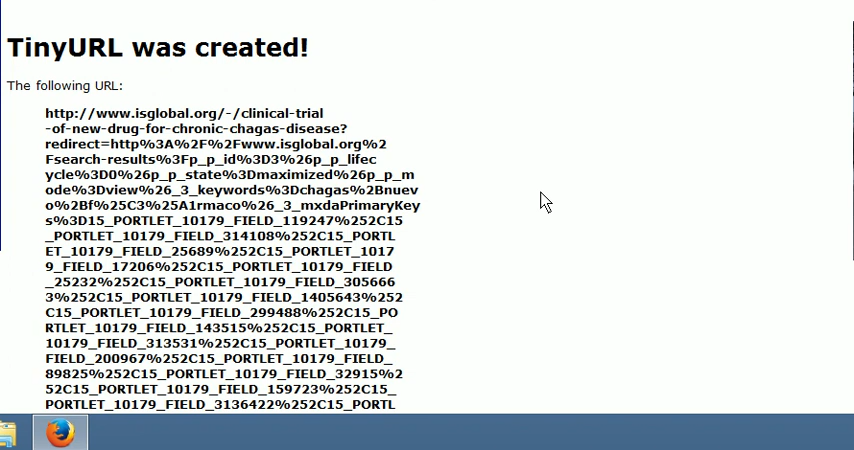 TinyURL was created!
The following URL:
http://www.isglobal.org/-/clinical-trial
-of-new-drug-for-chronic-chagas-disease?
redirect=http%3A%2F%2Fwww.isglobal.org%2
Fsearch-results%3Fp_p_id%3D3%26p_p_lifec
ycle%3D0%26p_p_state%3Dmaximized%26p_p_m
ode%3Dview%26_3_keywords%3Dchagas%2Bnuev
o%2Bf%25C3%25A1rmaco%26_3_mxdaPrimaryKey
s%3D15_PORTLET_10179_FIELD_119247%252C15
_PORTLET_10179_FIELD_314108%252C15_PORTL
ET_10179_FIELD_25689%252C15_PORTLET_1017
9_FIELD_17206%252C15_PORTLET_10179_FIELD
_25232%252C15_PORTLET_10179_FIELD_305666
3%252C15_PORTLET_10179_FIELD_1405643%252
C15_PORTLET_10179_FIELD_299488%252C15_PO
RTLET_10179_FIELD_143515%252C15_PORTLET_
10179_FIELD_313531%252C15_PORTLET_10179_
FIELD_200967%252C15_PORTLET_10179_FIELD_
89825%252C15_PORTLET_10179_FIELD_32915%2
52C15_PORTLET_10179_FIELD_159723%252C15_
PORTLET_10179_FIELD_3136422%252C15_PORTL